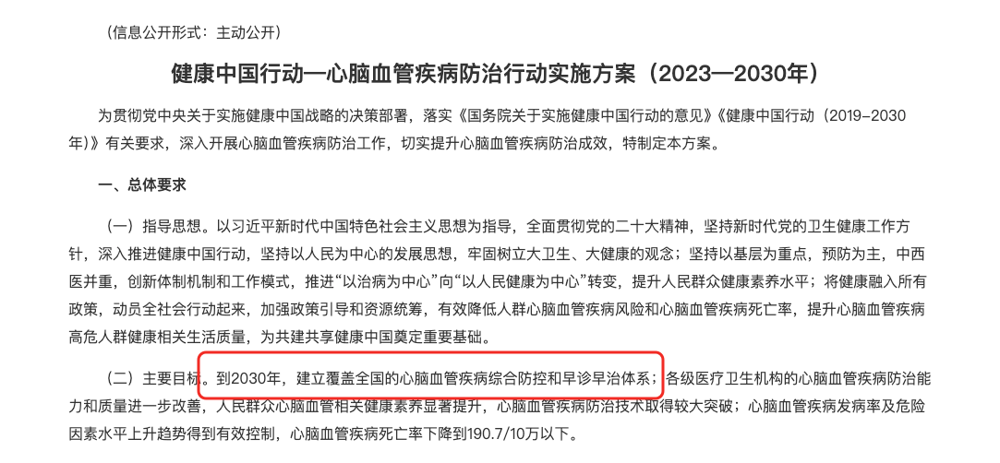 （信息公开形式：主动公开）
健康中国行动—心脑血管疾病防治行动实施方案（2023—2030年）
为贯彻党中央关于实施健康中国战略的决策部署，落实《国务院关于实施健康中国行动的意见》《健康中国行动（2019-2030
年）》有关要求，深入开展心脑血管疾病防治工作，切实提升心脑血管疾病防治成效，特制定本方案。
一、总体要求
（一）指导思想。以习近平新时代中国特色社会主义思想为指导，全面贯彻党的二十大精神，坚持新时代党的卫生健康工作方
针，深入推进健康中国行动，坚持以人民为中心的发展思想，牢固树立大卫生、大健康的观念；坚持以基层为重点，预防为主，中西
医并重，创新体制机制和工作模式，推进“以治病为中心”向“以人民健康为中心”转变，提升人民群众健康素养水平；将健康融入所有
政策，动员全社会行动起来，加强政策引导和资源统筹，有效降低人群心脑血管疾病风险和心脑血管疾病死亡率，提升心脑血管疾病
高危人群健康相关生活质量，为共建共享健康中国奠定重要基础。
（二）主要目标。到2030年，建立覆盖全国的心脑血管疾病综合防控和早诊早治体系；各级医疗卫生机构的心脑血管疾病防治能
力和质量进一步改善，人民群众心脑血管相关健康素养显著提升，心脑血管疾病防治技术取得较大突破；心脑血管疾病发病率及危险
因素水平上升趋势得到有效控制，心脑血管疾病死亡率下降到190.7/10万以下。